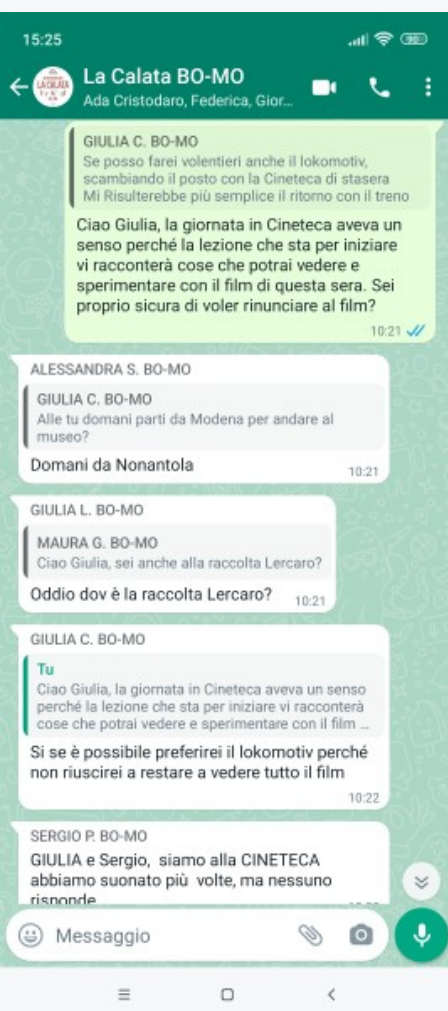 15:25
90
LA CALATA
La Calata BO-MO
Ada Cristodaro, Federica, Gior...
GIULIA C. BO-MO
Se posso farei volentieri anche il lokomotiv,
scambiando il posto con la Cineteca di stasera
Mi Risulterebbe più semplice il ritorno con il treno
Ciao Giulia, la giornata in Cineteca aveva un
senso perché la lezione che sta per iniziare
vi racconterà cose che potrai vedere e
sperimentare con il film di questa sera. Sei
proprio sicura di voler rinunciare al film?
10:21
ALESSANDRA S. BO-MO
GIULIA C. BO-MO
Alle tu domani parti da Modena per andare al
museo?
Domani da Nonantola
10:21
GIULIA L. BO-MO
MAURA G. BO-MO
Ciao Giulia, sei anche alla raccolta Lercaro?
Oddio dov è la raccolta Lercaro?
10:21
GIULIA C. BO-MO
Tu
Ciao Giulia, la giornata in Cineteca aveva un senso
perché la lezione che sta per iniziare vi racconterà
cose che potrai vedere e sperimentare con il film ...
Si se è possibile preferirei il lokomotiv perché
non riuscirei a restare a vedere tutto il film
10:22
SERGIO P. BO-MO
GIULIA e Sergio, siamo alla CINETECA
abbiamo suonato più volte, ma nessuno
risponde
Messaggio